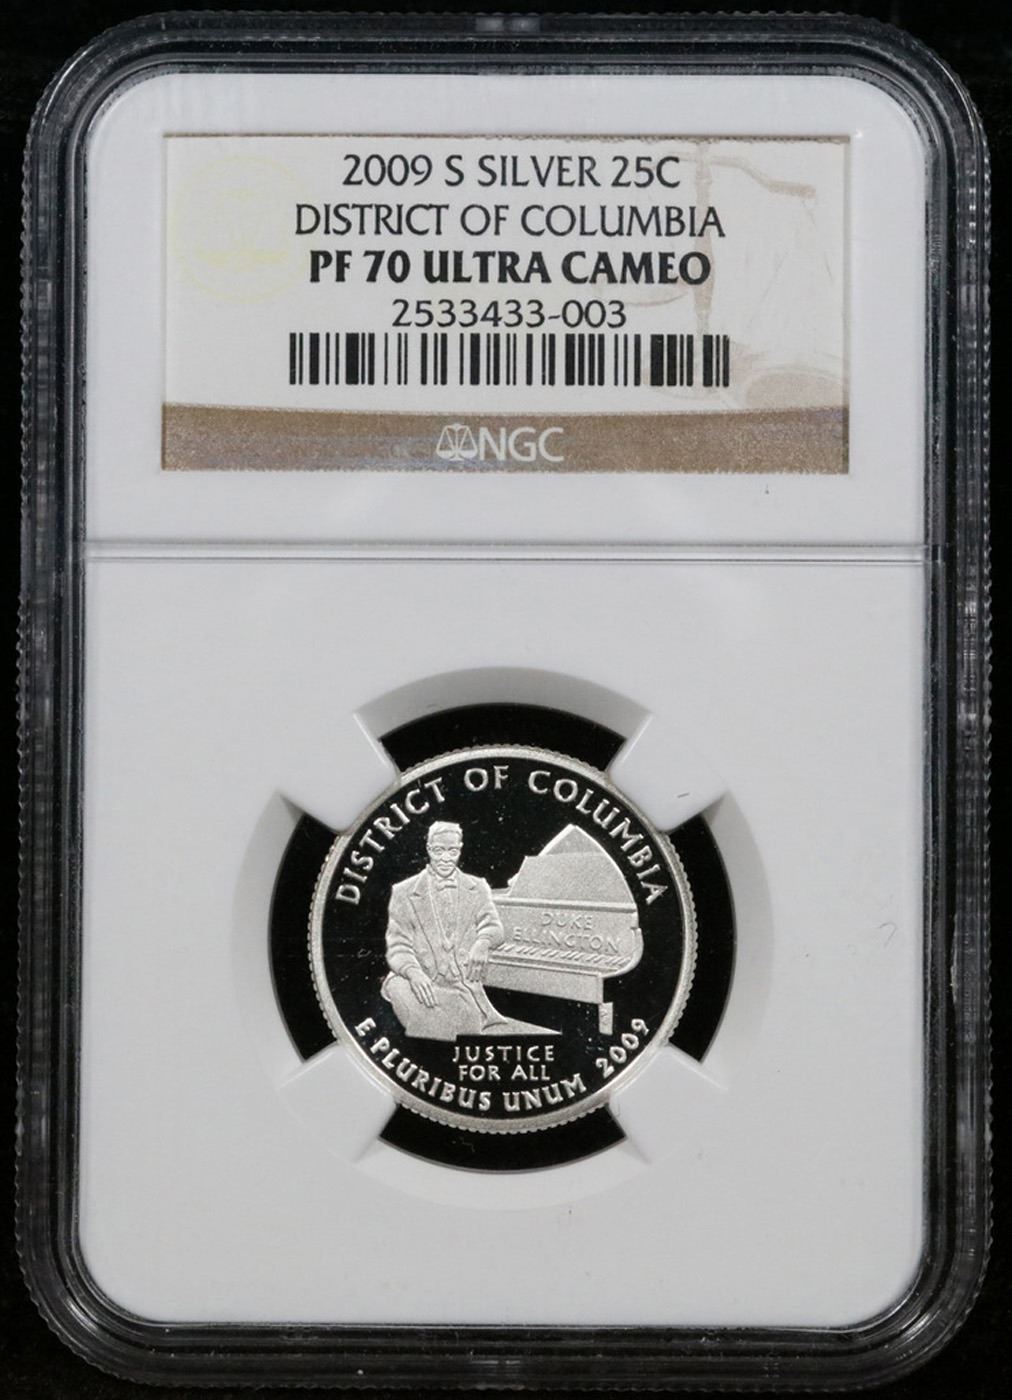 2009 S SILVER 25C
DISTRICT OF COLUMBIA
PF 70 ULTRA CAMEO
2533433-003
NGC
DISTRICT OF COLUMBIA
DUKE
ELLINGTON
JUSTICE
FOR ALL
E PLURIBUS UNUM 2009